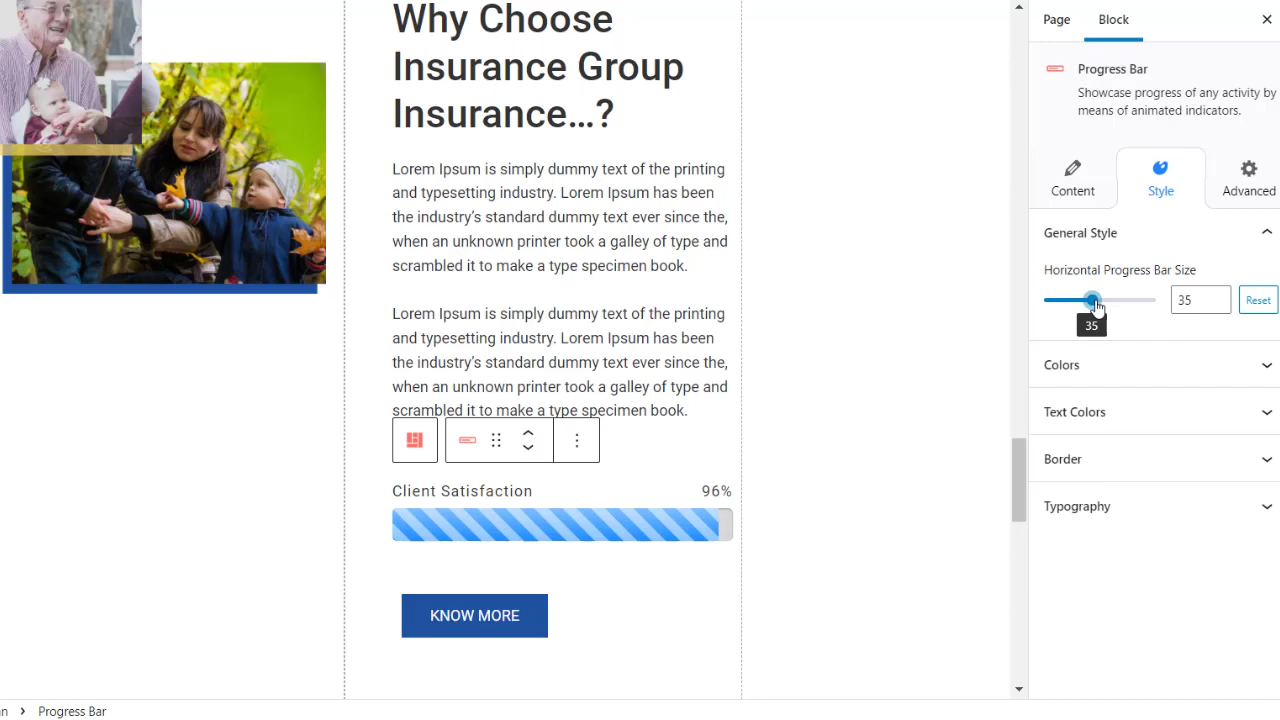 Why Choose
Insurance Group
Insurance...?
Lorem Ipsum is simply dummy text of the printing
and typesetting industry. Lorem Ipsum has been
the industry's standard dummy text ever since the,
when an unknown printer took a galley of type and
scrambled it to make a type specimen book.
Lorem Ipsum is simply dummy text of the printing
and typesetting industry. Lorem Ipsum has been
the industry's standard dummy text ever since the,
when an unknown printer took a galley of type and
scrambled it to make a type specimen book.
Client Satisfaction 96%
KNOW MORE
Page Block
Progress Bar
Showcase progress of any activity by
means of animated indicators.
Content Style Advanced
General Style
Horizontal Progress Bar Size
35 Reset
35
Colors
Text Colors
Border
Typography
Progress Bar